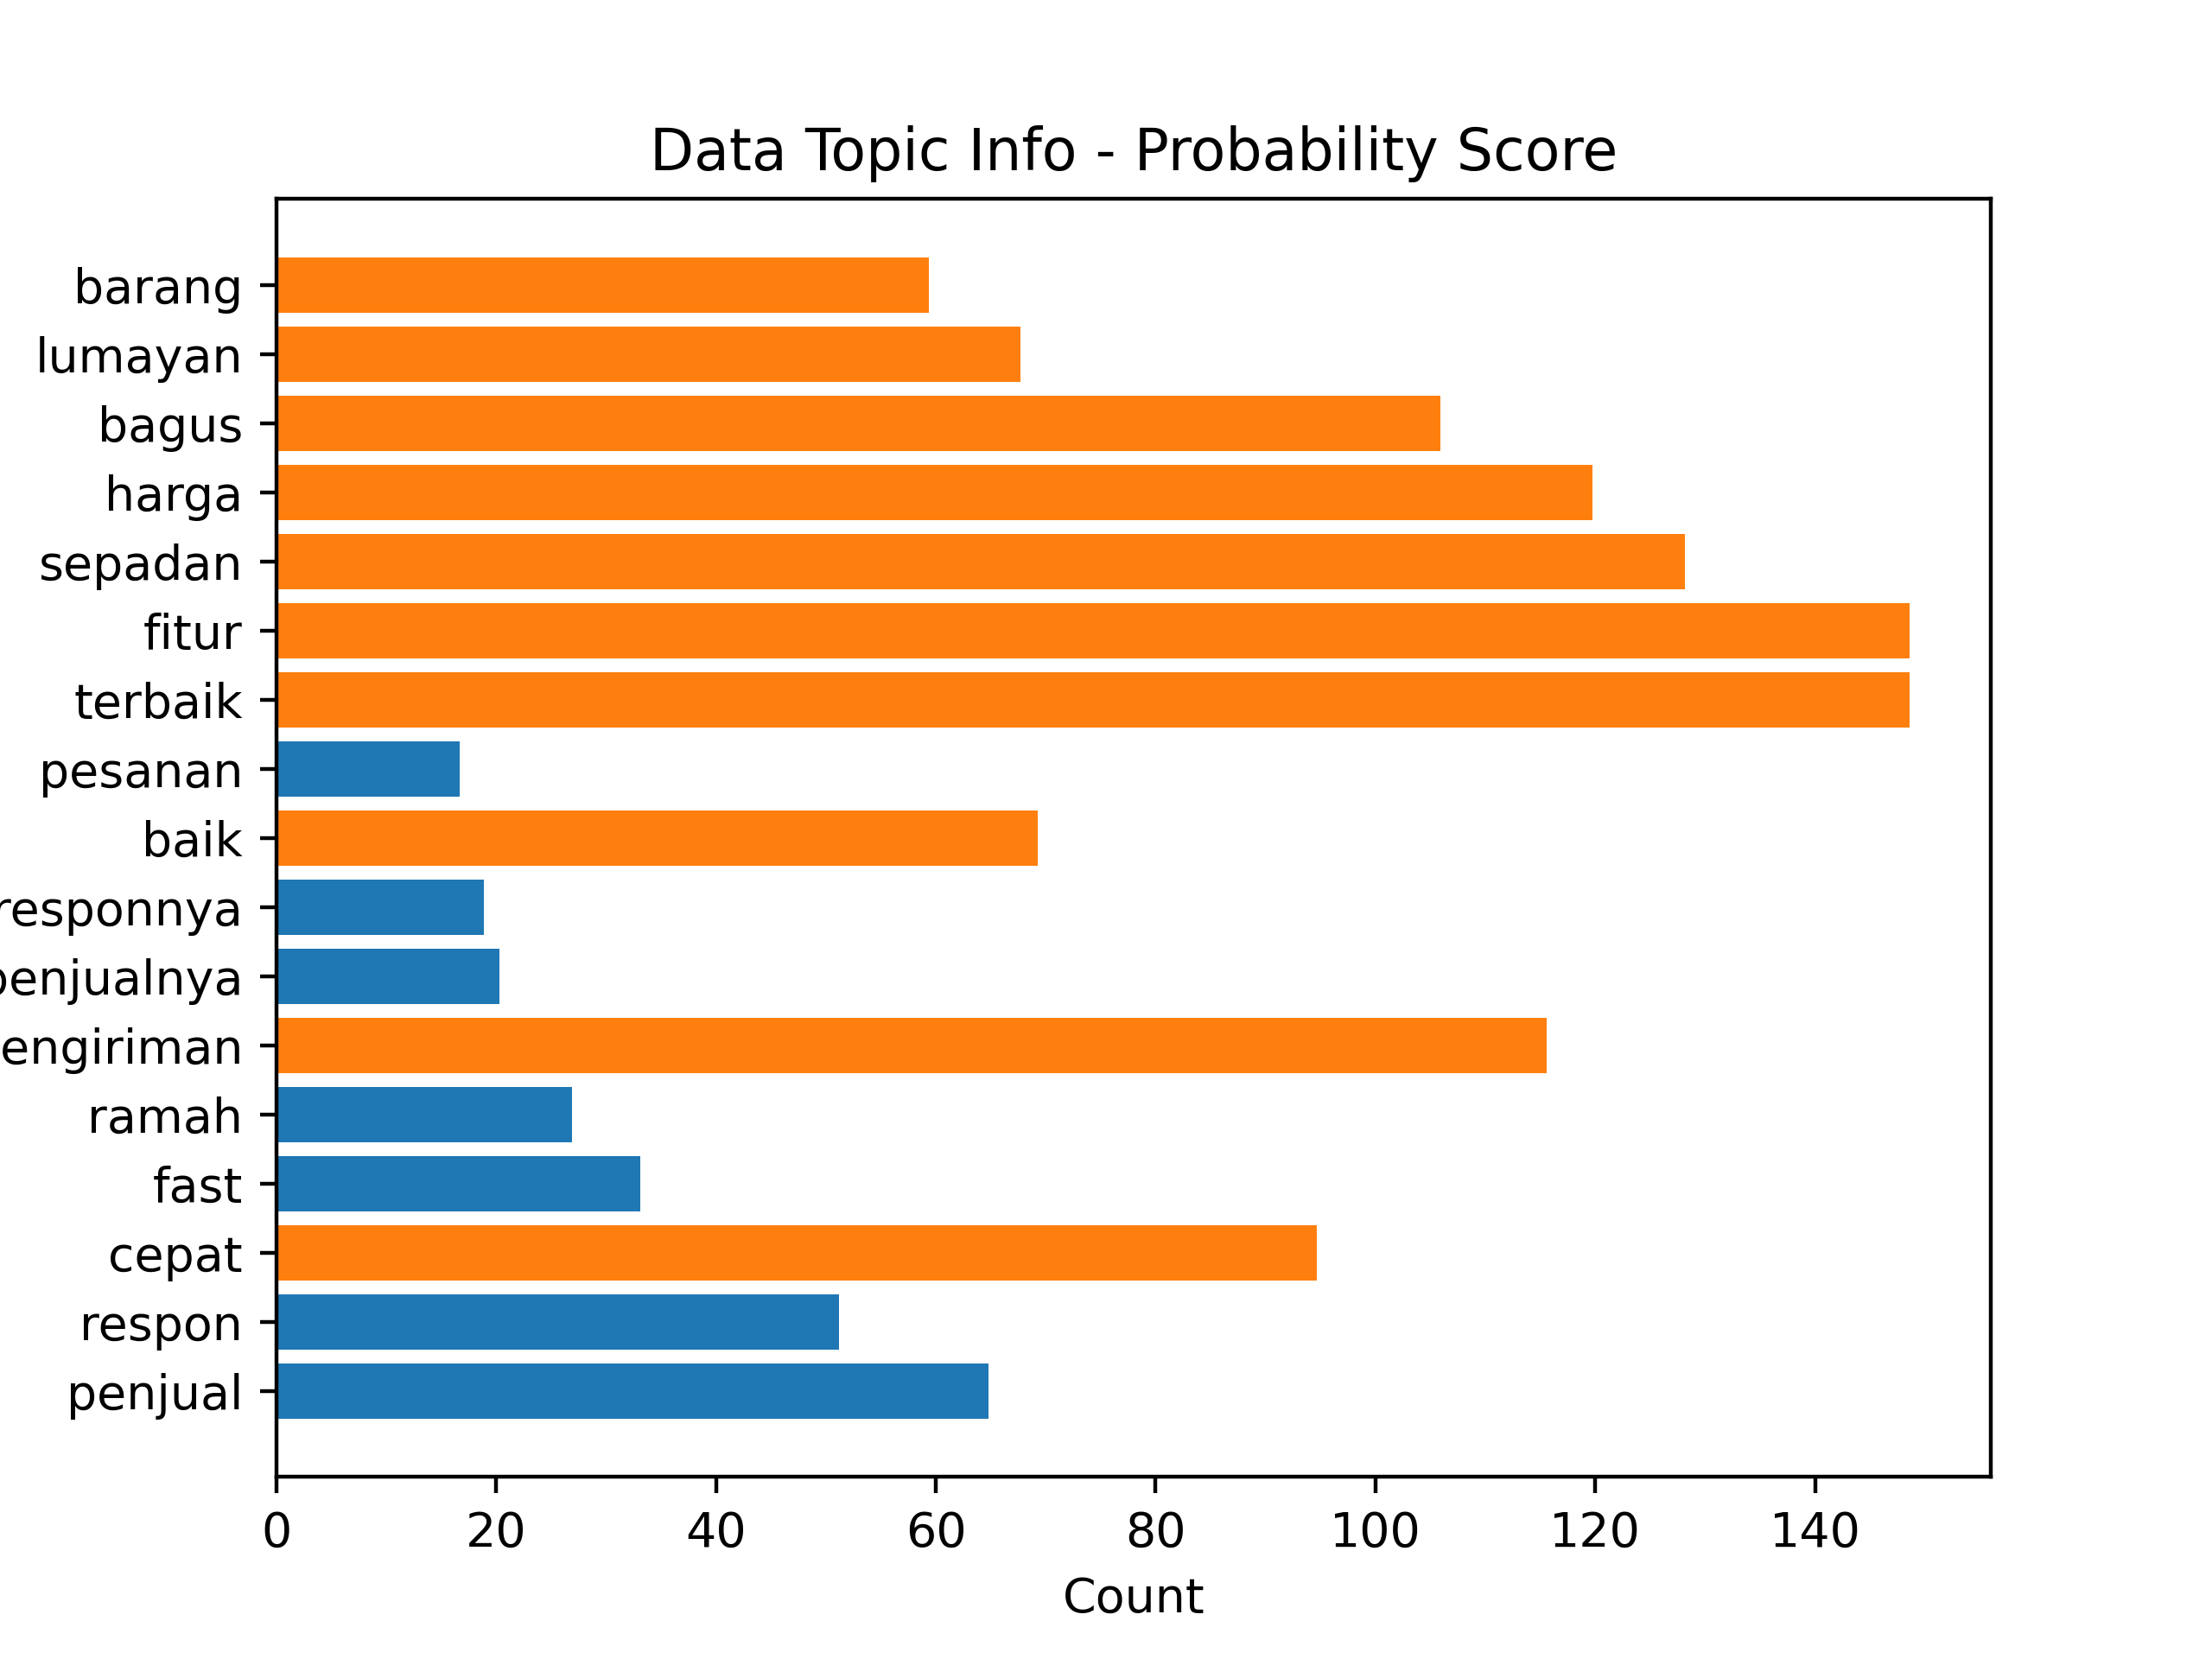 Data Topic Info - Probability Score
barang
lumayan
bagus
harga
sepadan
fitur
terbaik
pesanan
baik
responnya
penjualnya
engiriman
ramah
fast
cepat
respon
penjual
0 20 40 60 80 100 120 140
Count